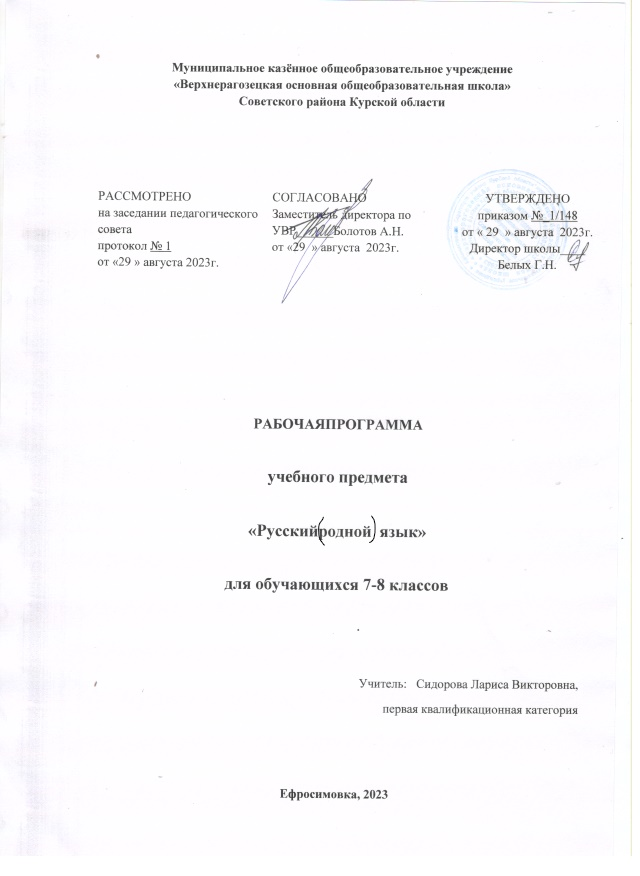 Муниципальное казённое общеобразовательное учреждение
«Верхнерагозецкая основная общеобразовательная школа»
Советского района Курской области
РАССМОТРЕНО
на заседании педагогического
совета
протокол № 1
от «29 » августа 2023г.
СОГЛАСОВАНО
Заместитель директора по
УВР Болотов А.Н.
от «29 » августа 2023г.
УТВЕРЖДЕНО
приказом №_1/148
от « 29 » августа 2023г.
Директор школы
Белых Г.Н.
РАБОЧАЯПРОГРАММА
учебного предмета
«Русский(родной) язык»
для обучающихся 7-8 классов
Учитель: Сидорова Лариса Викторовна,
первая квалификационная категория
Ефросимовка, 2023